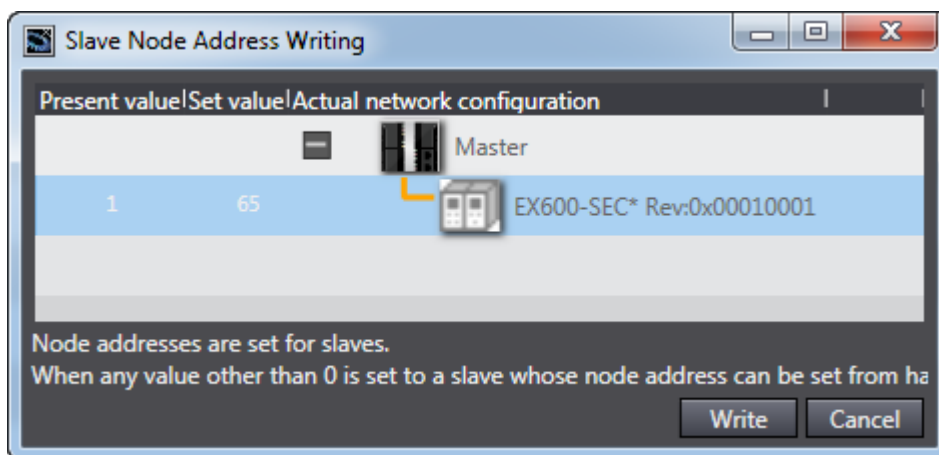 Slave Node Address Writing
Present value Set value Actual network configuration
Master
1 65 EX600-SEC* Rev:0x00010001
Node addresses are set for slaves.
When any value other than 0 is set to a slave whose node address can be set from ha
Write Cancel